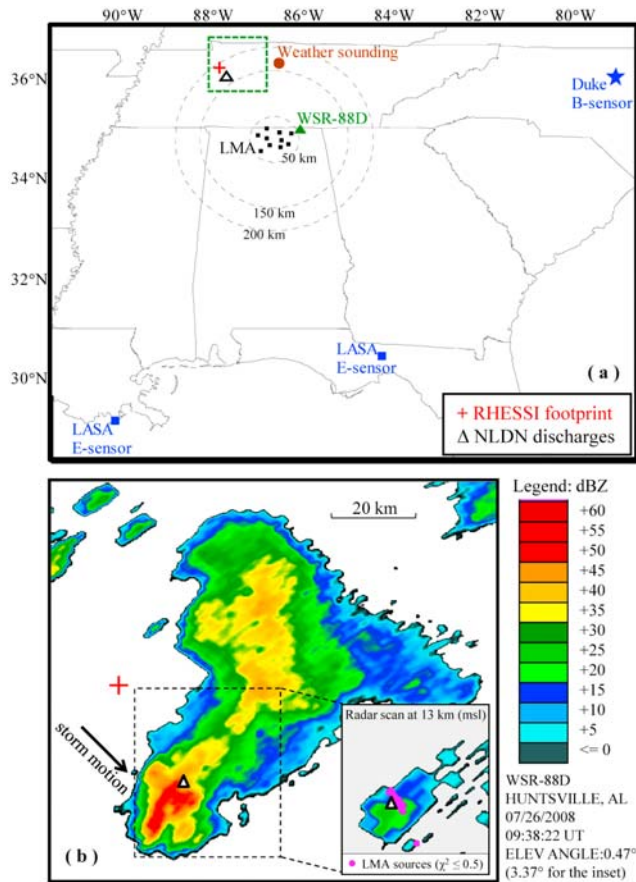 90°W 88°W 86°W 84°W 82°W 80°W
36°N
34°N
32°N
30°N
Weather sounding
Duke
B-sensor
WSR-88D
LMA
50 km
150 km
200 km
LASA
E-sensor
LASA
E-sensor
( a )
+ RHESSI footprint
Δ NLDN discharges
20 km
storm motion
( b )
Radar scan at 13 km (msl)
LMA sources (χ² ≤ 0.5)
Legend: dBZ
+60
+55
+50
+45
+40
+35
+30
+25
+20
+15
+10
+5
<= 0
WSR-88D
HUNTSVILLE, AL
07/26/2008
09:38:22 UT
ELEV ANGLE:0.47°
(3.37° for the inset)